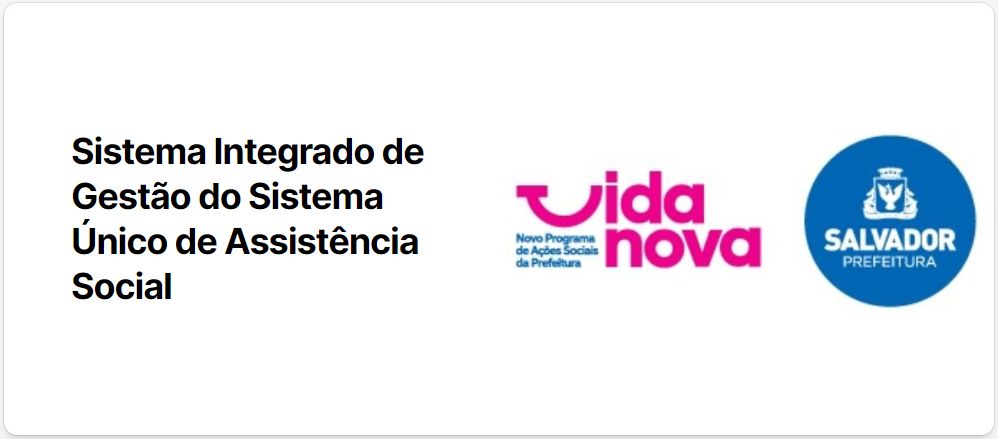 Sistema Integrado de
Gestão do Sistema
Único de Assistência
Social
vida
nova
Novo Programa
de Ações Sociais
da Prefeitura
SALVADOR
PREFEITURA